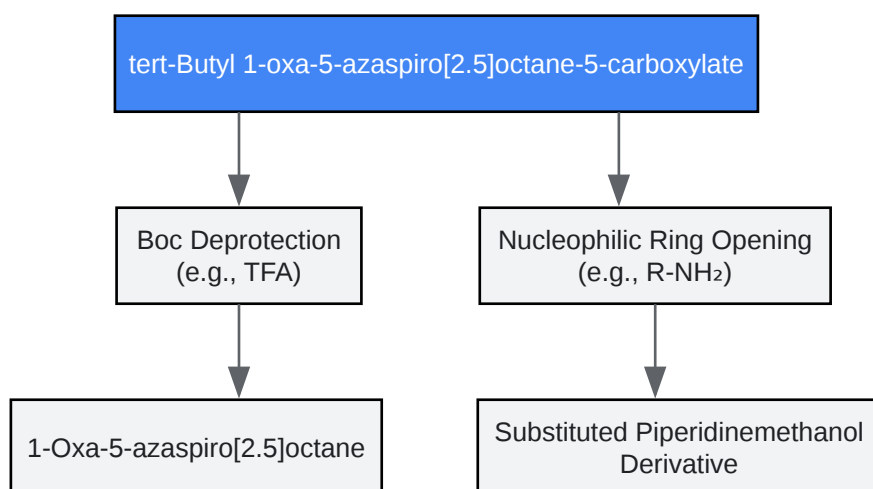 tert-Butyl 1-oxa-5-azaspiro[2.5]octane-5-carboxylate
Boc Deprotection
(e.g., TFA)
Nucleophilic Ring Opening
(e.g., R-NH₂)
1-Oxa-5-azaspiro[2.5]octane
Substituted Piperidinemethanol
Derivative